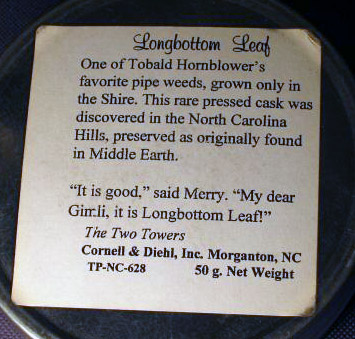 Longbottom Leaf
One of Tobald Hornblower's
favorite pipe weeds, grown only in
the Shire. This rare pressed cask was
discovered in the North Carolina
Hills, preserved as originally found
in Middle Earth.
"It is good," said Merry. "My dear
Gimli, it is Longbottom Leaf!"
The Two Towers
Cornell & Diehl, Inc. Morganton, NC
TP-NC-628 50 g. Net Weight